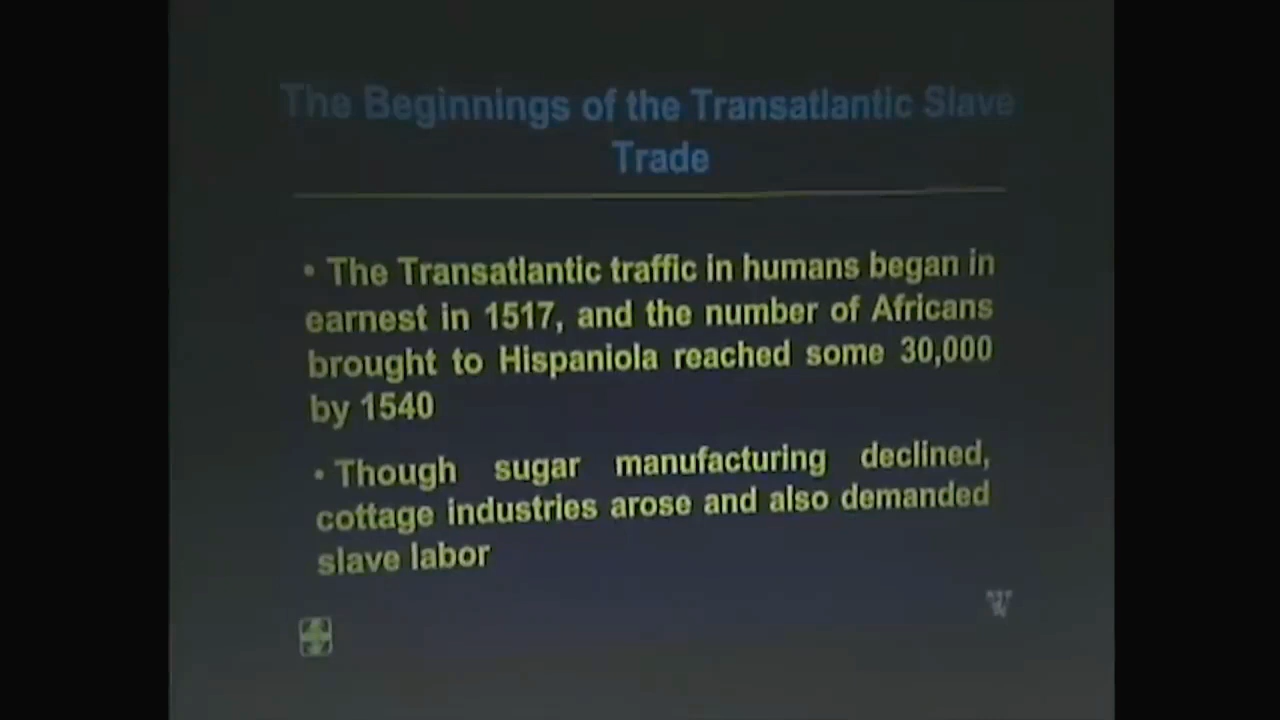 The Beginnings of the Transatlantic Slave
Trade
• The Transatlantic traffic in humans began in
earnest in 1517, and the number of Africans
brought to Hispaniola reached some 30,000
by 1540
• Though sugar manufacturing declined,
cottage industries arose and also demanded
slave labor
W